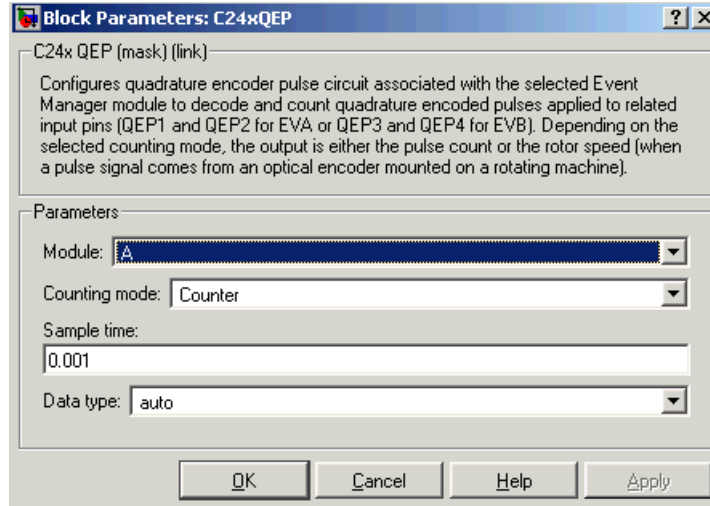 Block Parameters: C24xQEP
C24x QEP (mask) (link)
Configures quadrature encoder pulse circuit associated with the selected Event
Manager module to decode and count quadrature encoded pulses applied to related
input pins (QEP1 and QEP2 for EVA or QEP3 and QEP4 for EVB). Depending on the
selected counting mode, the output is either the pulse count or the rotor speed (when
a pulse signal comes from an optical encoder mounted on a rotating machine).
Parameters
Module: A
Counting mode: Counter
Sample time:
0.001
Data type: auto
OK Cancel Help Apply